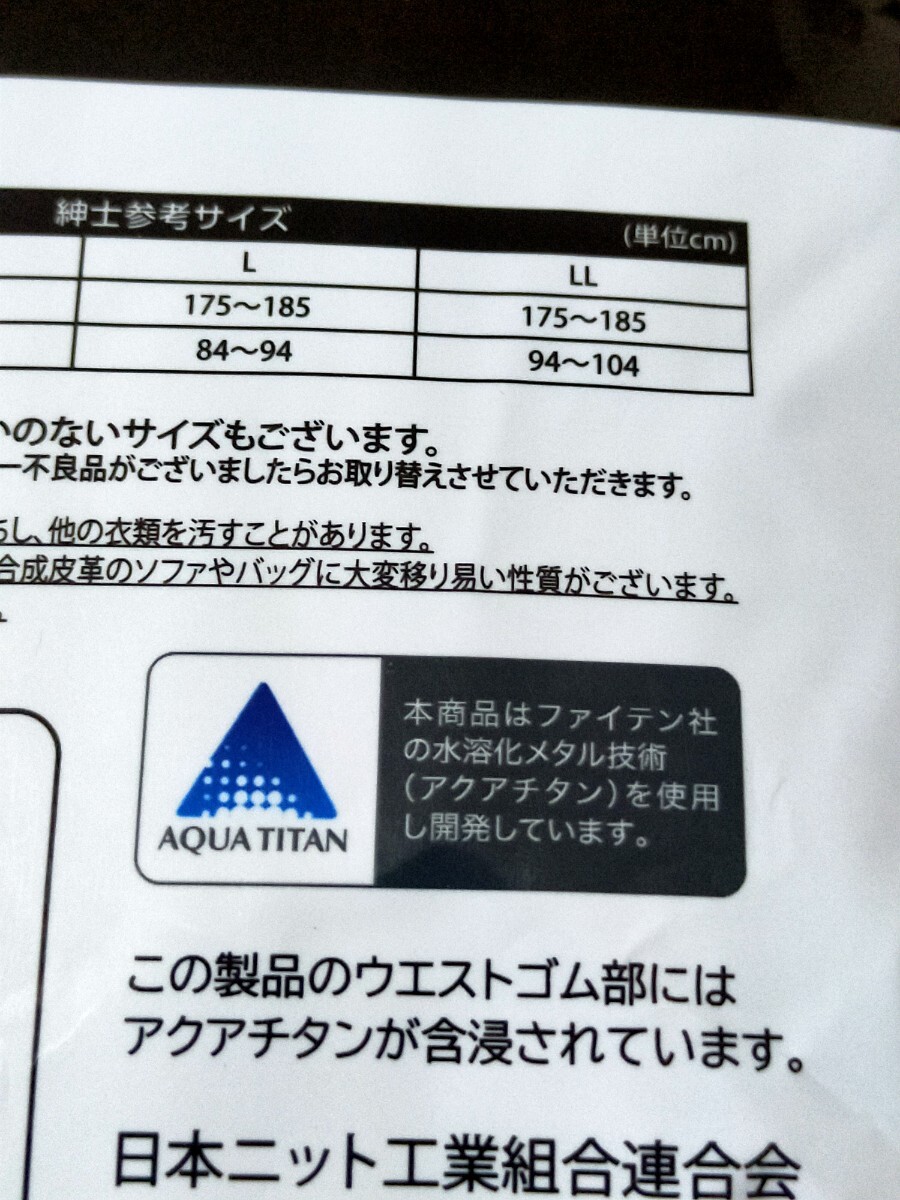 紳士参考サイズ
(単位cm)
L LL
175～185 175～185
84～94 94～104
のないサイズもございます。
ー不良品がございましたらお取り替えさせていただきます。
し、他の衣類を汚すことがあります。
合成皮革のソファやバッグに大変移り易い性質がございます。
AQUA TITAN
本商品はファイテン社
の水溶化メタル技術
(アクアチタン)を使用
し開発しています。
この製品のウエストゴム部には
アクアチタンが含浸されています。
日本ニット工業組合連合会